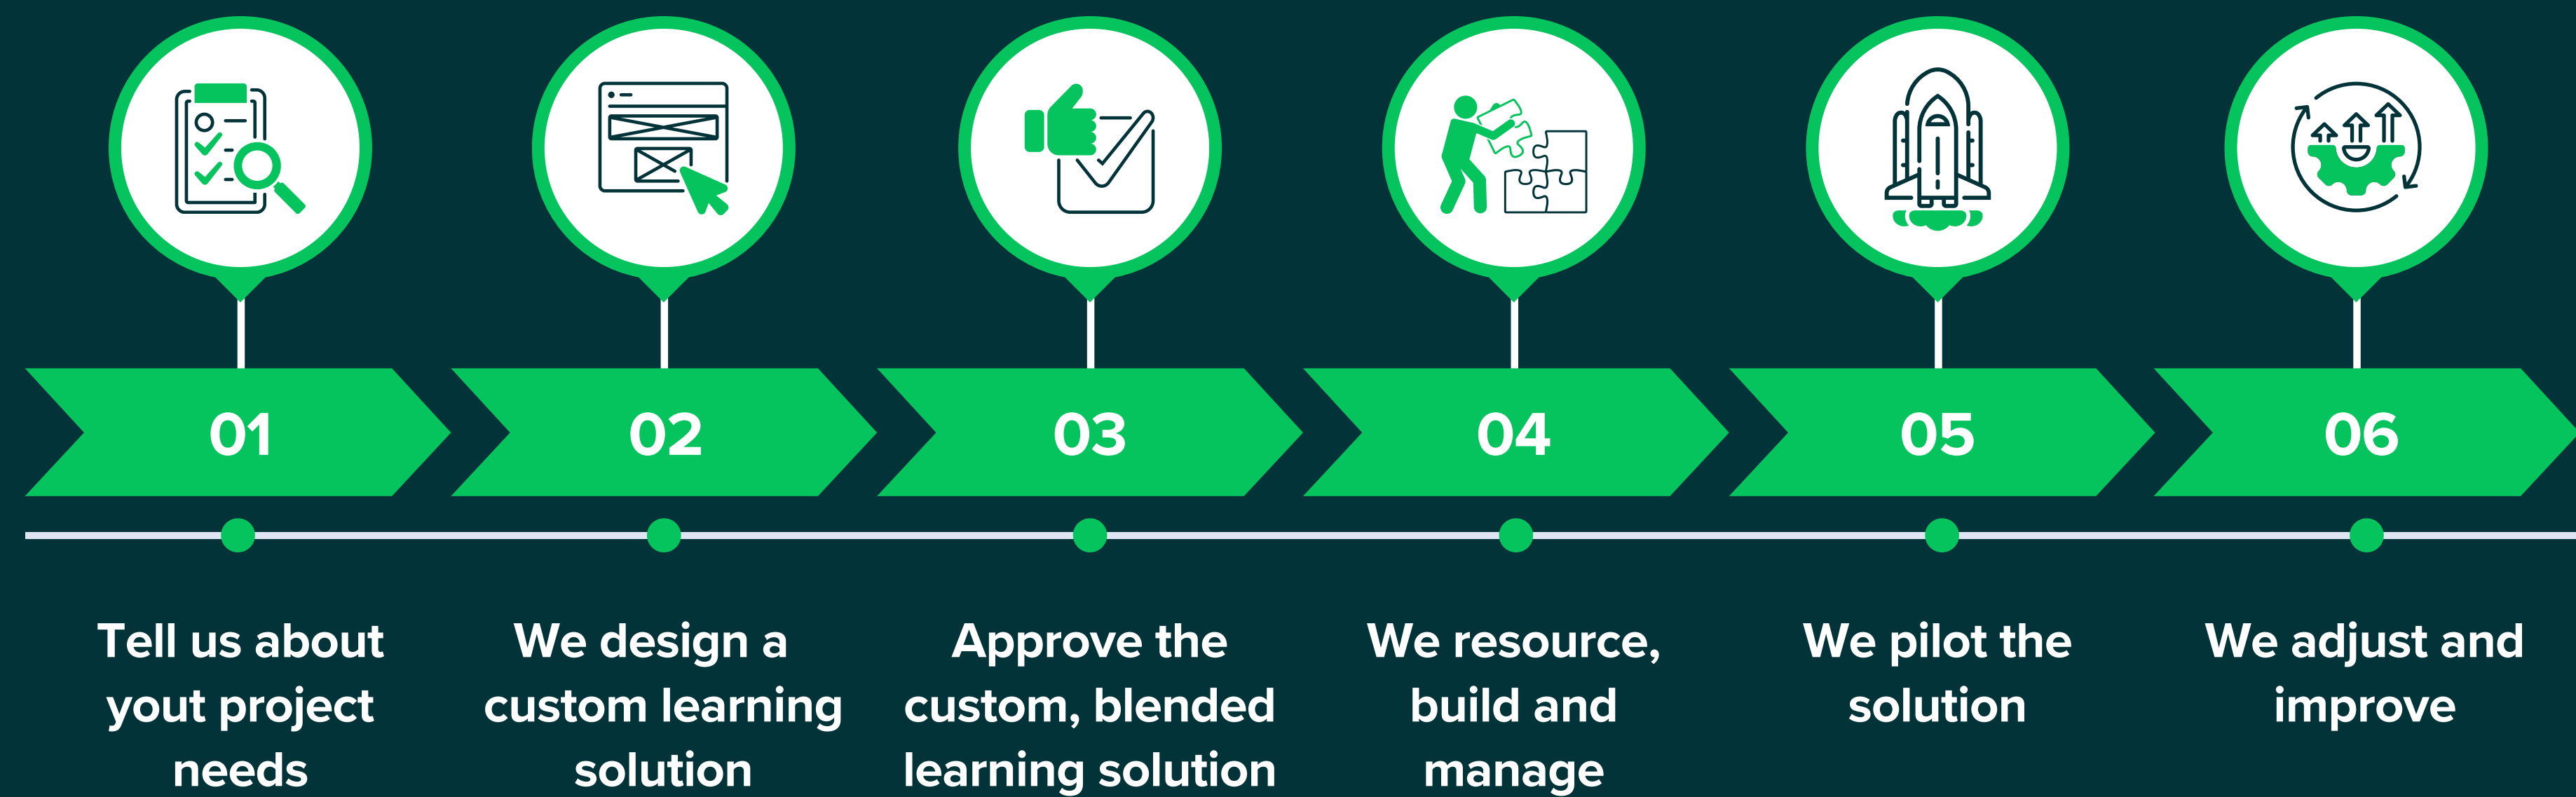 01
02
03
04
05
06
Tell us about
yout project
needs
We design a
custom learning
solution
Approve the
custom, blended
learning solution
We resource,
build and
manage
We pilot the
solution
We adjust and
improve